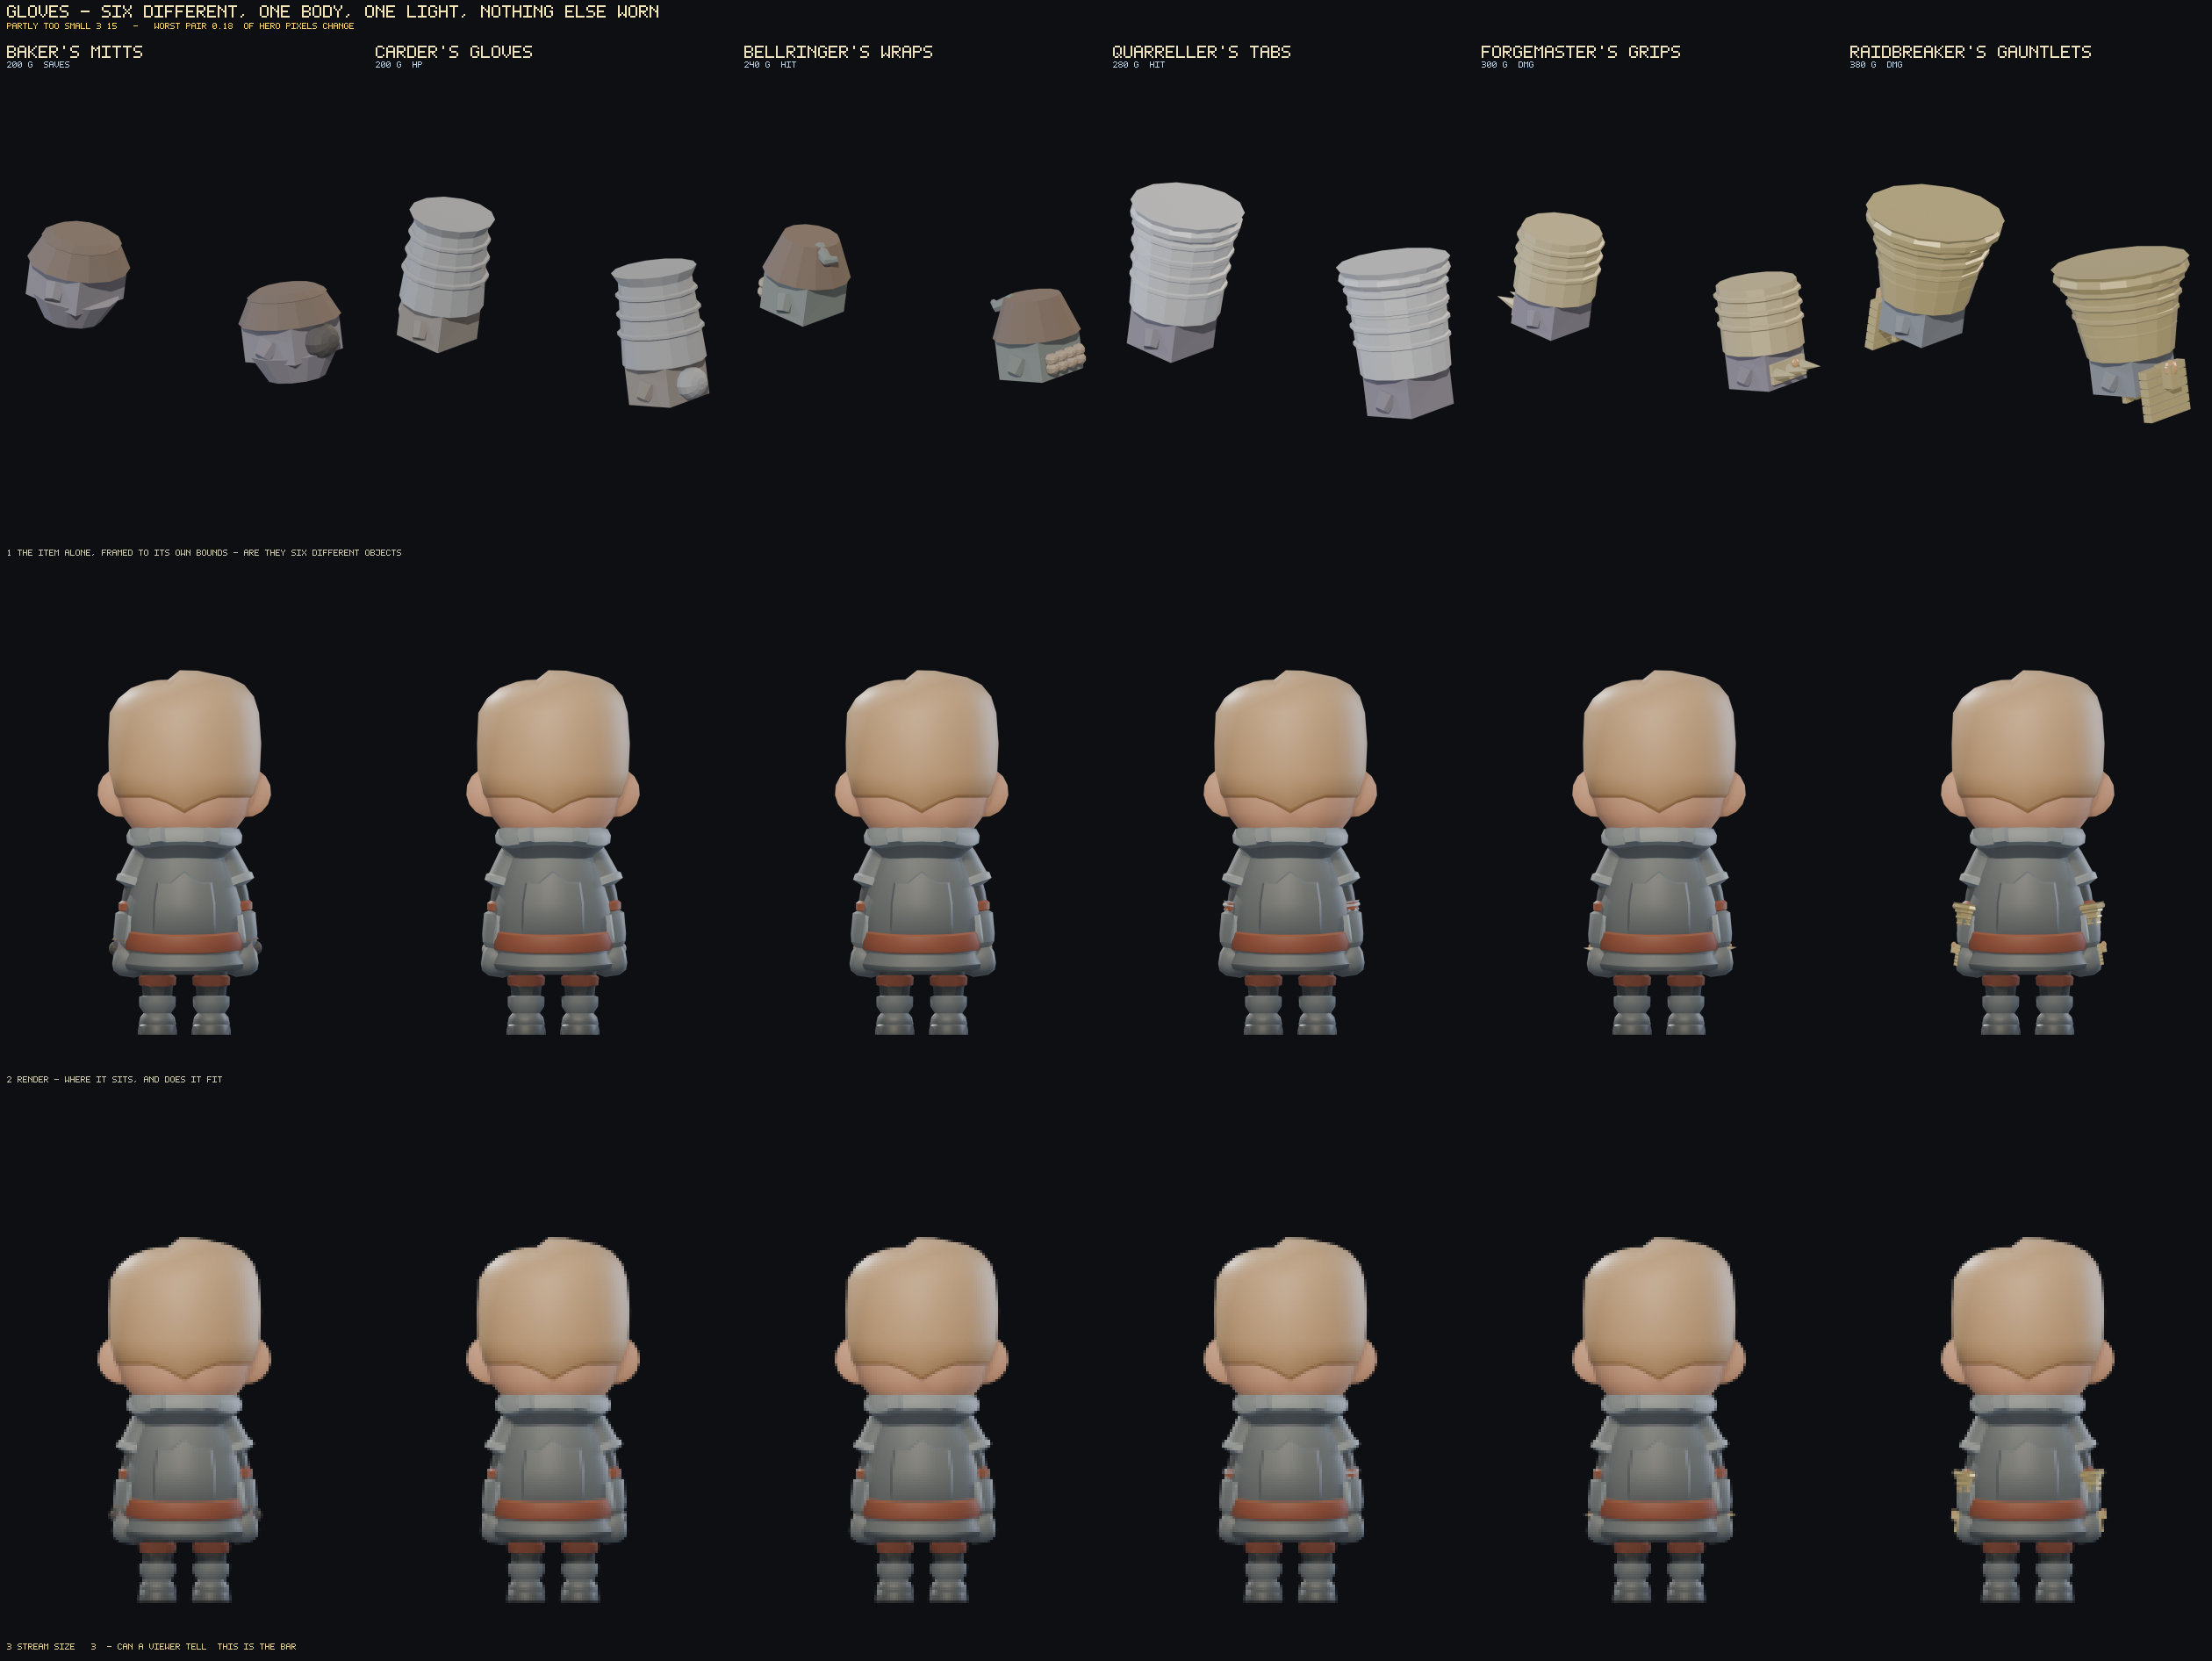 GLOVES - SIX DIFFERENT, ONE BODY, ONE LIGHT, NOTHING ELSE WORN
PARTLY TOO SMALL 3 15 - WORST PAIR 0.18 OF HERO PIXELS CHANGE
BAKER'S MITTS
200 G SAVES
CARDER'S GLOVES
200 G HP
BELLRINGER'S WRAPS
240 G HIT
QUARRELLER'S TABS
280 G HIT
FORGEMASTER'S GRIPS
300 G DMG
RAIDBREAKER'S GAUNTLETS
380 G DMG
1 THE ITEM ALONE, FRAMED TO ITS OWN BOUNDS - ARE THEY SIX DIFFERENT OBJECTS
2 RENDER - WHERE IT SITS, AND DOES IT FIT
3 STREAM SIZE 3 - CAN A VIEWER TELL THIS IS THE BAR